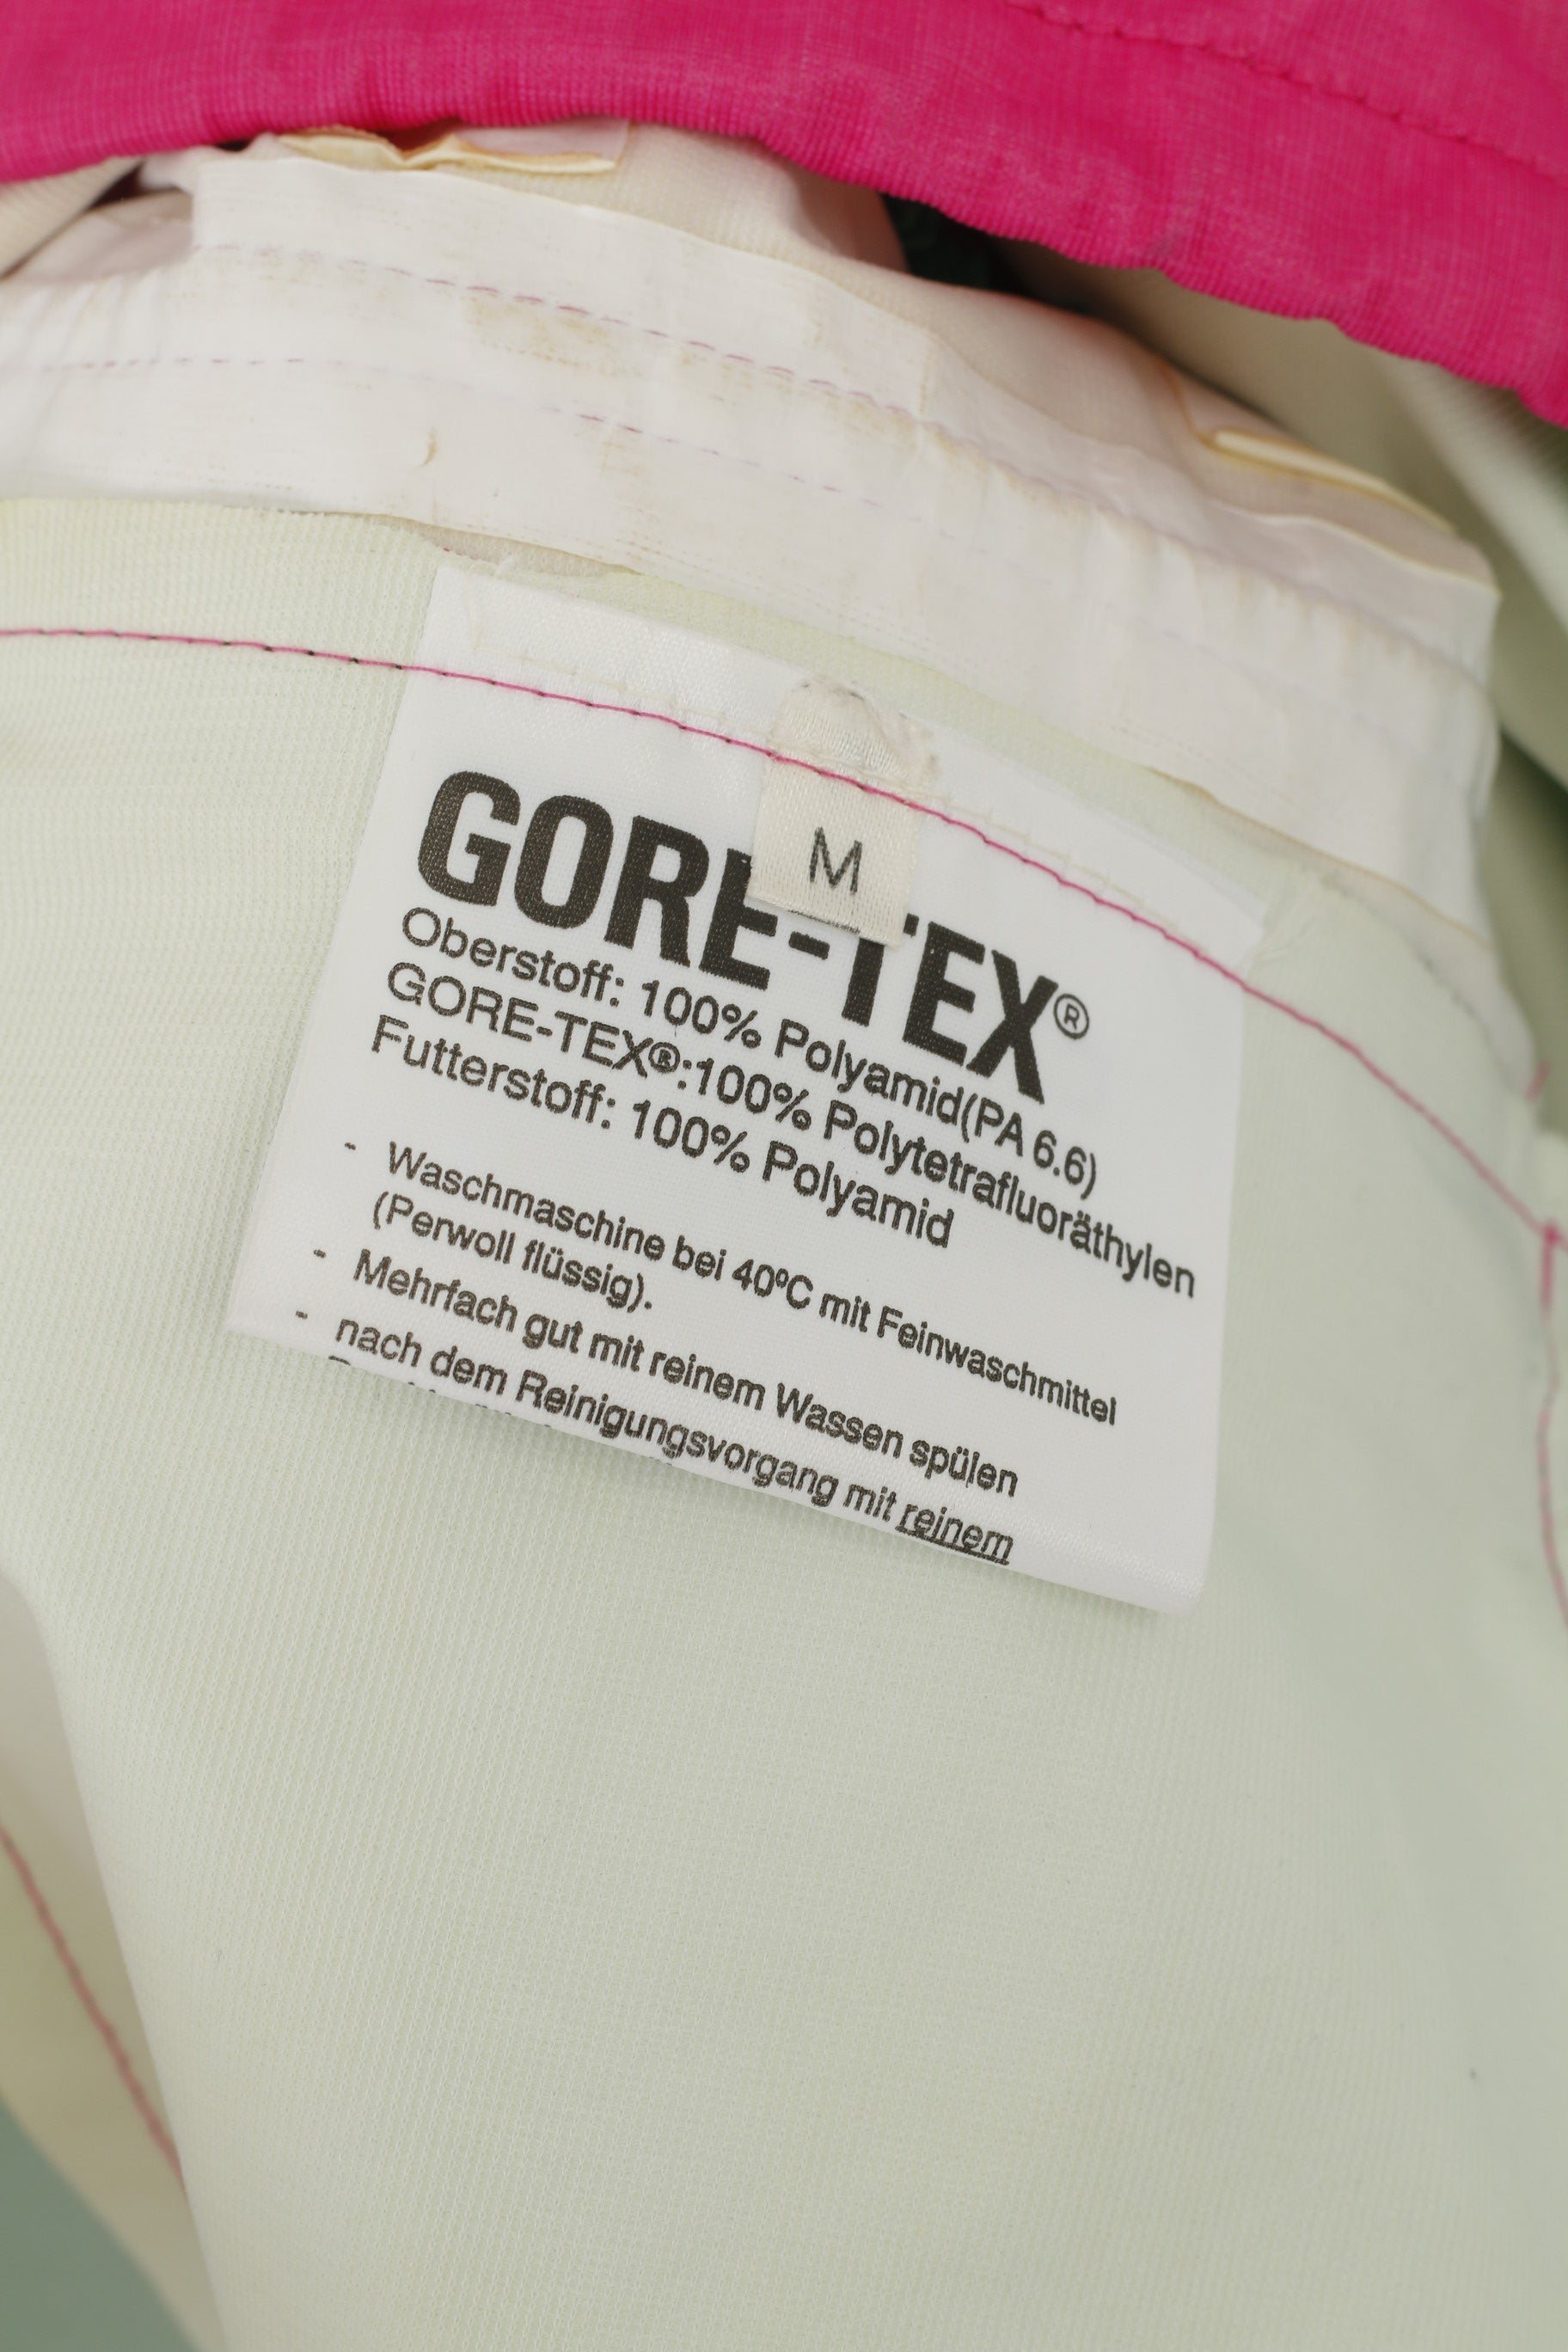 M
GORE-TEX®
Oberstoff: 100% Polyamid(PA 6.6)
GORE-TEX®:100% Polytetrafluoräthylen
Futterstoff: 100% Polyamid
- Waschmaschine bei 40ºC mit Feinwaschmittel
(Perwoll flüssig).
- Mehrfach gut mit reinem Wassen spülen
- nach dem Reinigungsvorgang mit reinem